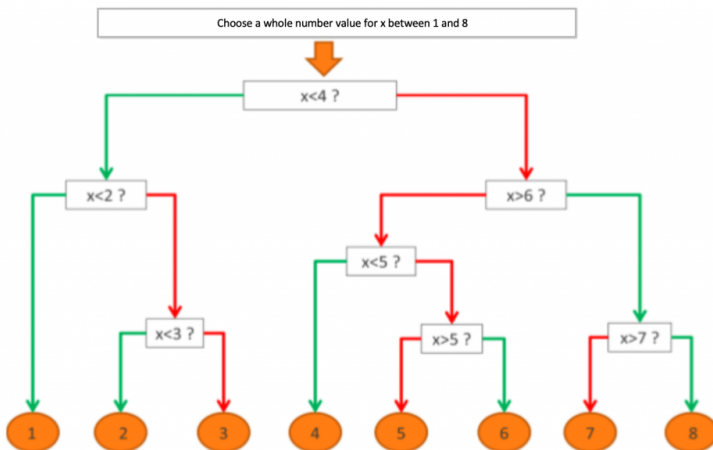 Choose a whole number value for x between 1 and 8
x<4 ?
x<2 ?
x>6 ?
x<5 ?
x<3 ?
x>5 ?
x>7 ?
1
2
3
4
5
6
7
8